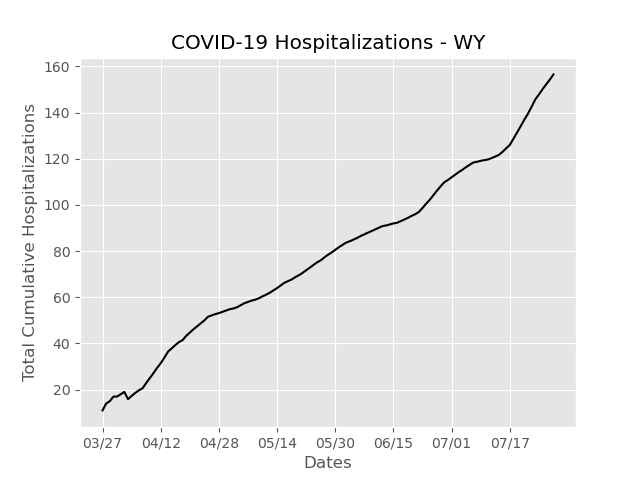 COVID-19 Hospitalizations - WY
Total Cumulative Hospitalizations
160
140
120
100
80
60
40
20
03/27 04/12 04/28 05/14 05/30 06/15 07/01 07/17
Dates